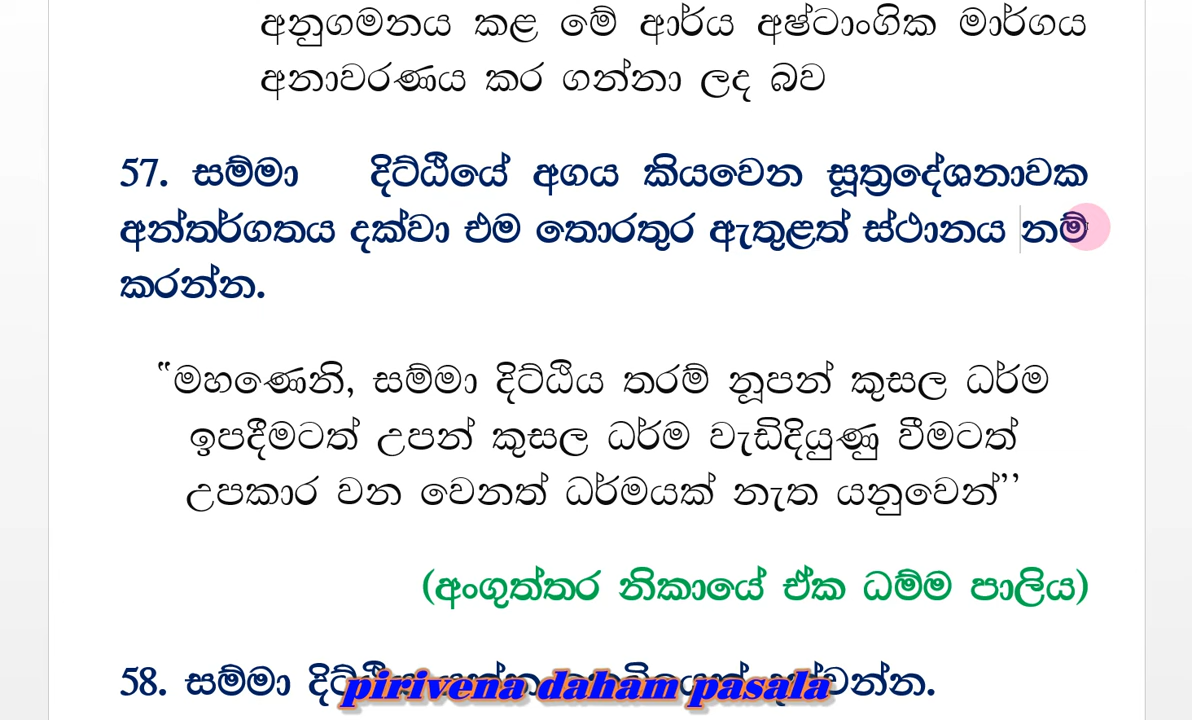 අනුගමනය කළ මේ ආර්ය අෂ්ටාංගික මාර්ගය
අනාවරණය කර ගන්නා ලද බව
57. සම්මා දිට්ඨියේ අගය කියවෙන සූත්‍රදේශනාවක
අන්තර්ගතය දක්වා එම තොරතුර ඇතුළත් ස්ථානය නම්
කරන්න.
“මහණෙනි, සම්මා දිට්ඨිය තරම් නූපන් කුසල ධර්ම
ඉපදීමටත් උපන් කුසල ධර්ම වැඩිදියුණු වීමටත්
උපකාර වන වෙනත් ධර්මයක් නැත යනුවෙන්’’
(අංගුත්තර නිකායේ ඒක ධම්ම පාලිය)
58. සම්මා
pirivena daham pasala